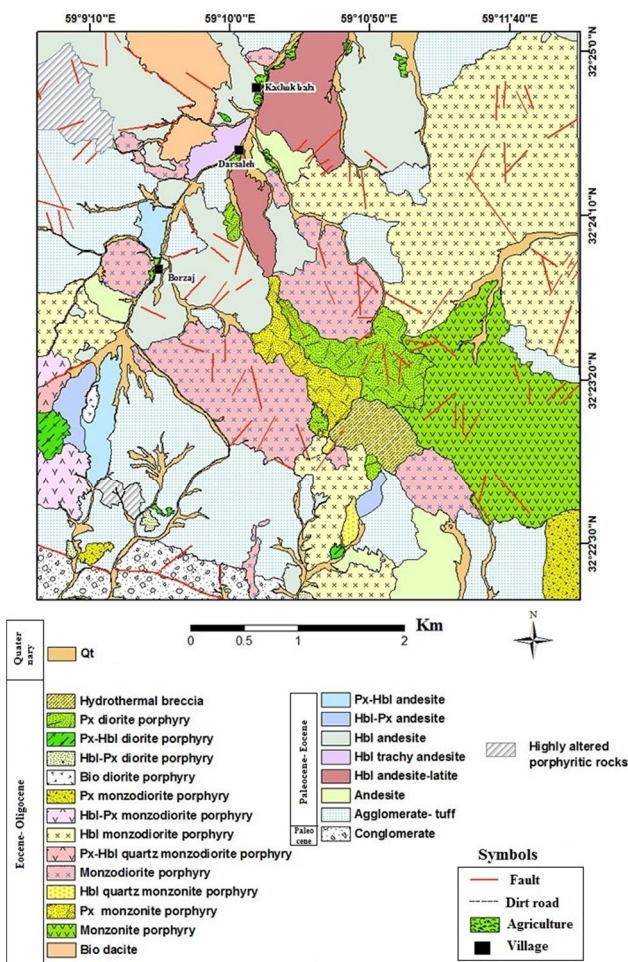 59°9'10"E 59°10'0"E 59°10'50"E 59°11'40"E
32°25'0"N
Kachuk bala
Darsaleh
32°24'10"N
Borzaj
32°23'20"N
32°22'30"N
Km
0 0.5 1 2
N
Quater nary
Qt
Eocene- Oligocene
Hydrothermal breccia
Px diorite porphyry
Px-Hbl diorite porphyry
Hbl-Px diorite porphyry
Bio diorite porphyry
Px monzodiorite porphyry
Hbl-Px monzodiorite porphyry
Hbl monzodiorite porphyry
Px-Hbl quartz monzodiorite porphyry
Monzodiorite porphyry
Hbl quartz monzonite porphyry
Px monzonite porphyry
Monzonite porphyry
Bio dacite
Paleocene- Eocene
Px-Hbl andesite
Hbl-Px andesite
Hbl andesite
Hbl trachy andesite
Hbl andesite-latite
Andesite
Agglomerate- tuff
Paleo cene
Conglomerate
Highly altered
porphyritic rocks
Symbols
Fault
Dirt road
Agriculture
Village